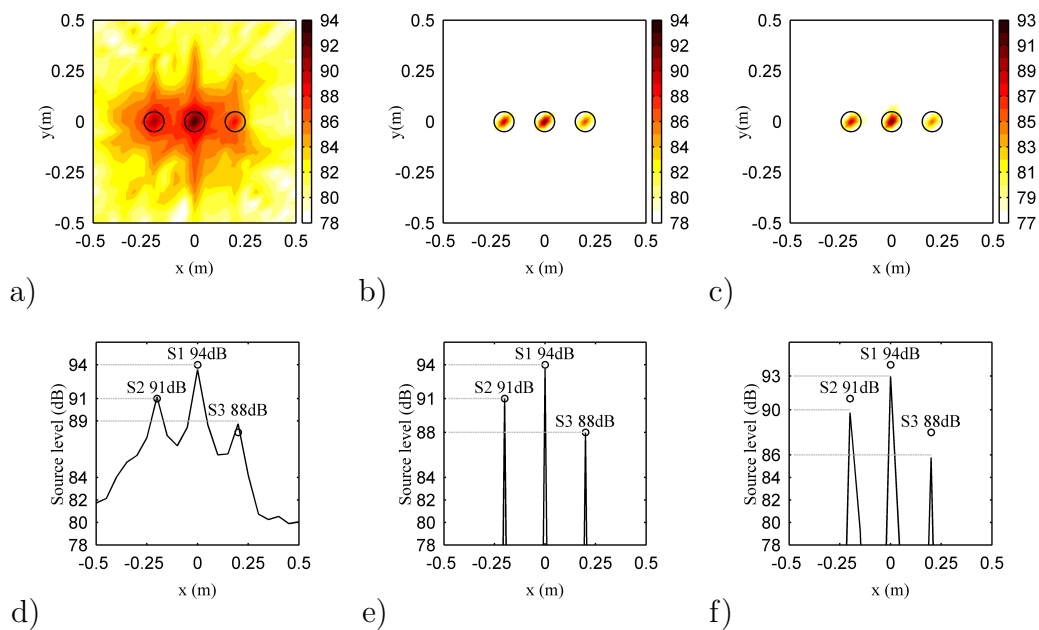 0.5
0.25
0
-0.25
-0.5
y(m)
-0.5 -0.25 0 0.25 0.5
x (m)
94
92
90
88
86
84
82
80
78
a)
0.5
0.25
0
-0.25
-0.5
y(m)
-0.5 -0.25 0 0.25 0.5
x (m)
94
92
90
88
86
84
82
80
78
b)
0.5
0.25
0
-0.25
-0.5
y(m)
-0.5 -0.25 0 0.25 0.5
x (m)
93
91
89
87
85
83
81
79
77
c)
94
91
89
84
82
80
78
Source level (dB)
S1 94dB
S2 91dB
S3 88dB
-0.5 -0.25 0 0.25 0.5
x (m)
d)
94
91
88
86
84
82
80
78
Source level (dB)
S1 94dB
S2 91dB
S3 88dB
-0.5 -0.25 0 0.25 0.5
x (m)
e)
93
90
86
84
82
80
78
Source level (dB)
S1 94dB
S2 91dB
S3 88dB
-0.5 -0.25 0 0.25 0.5
x (m)
f)